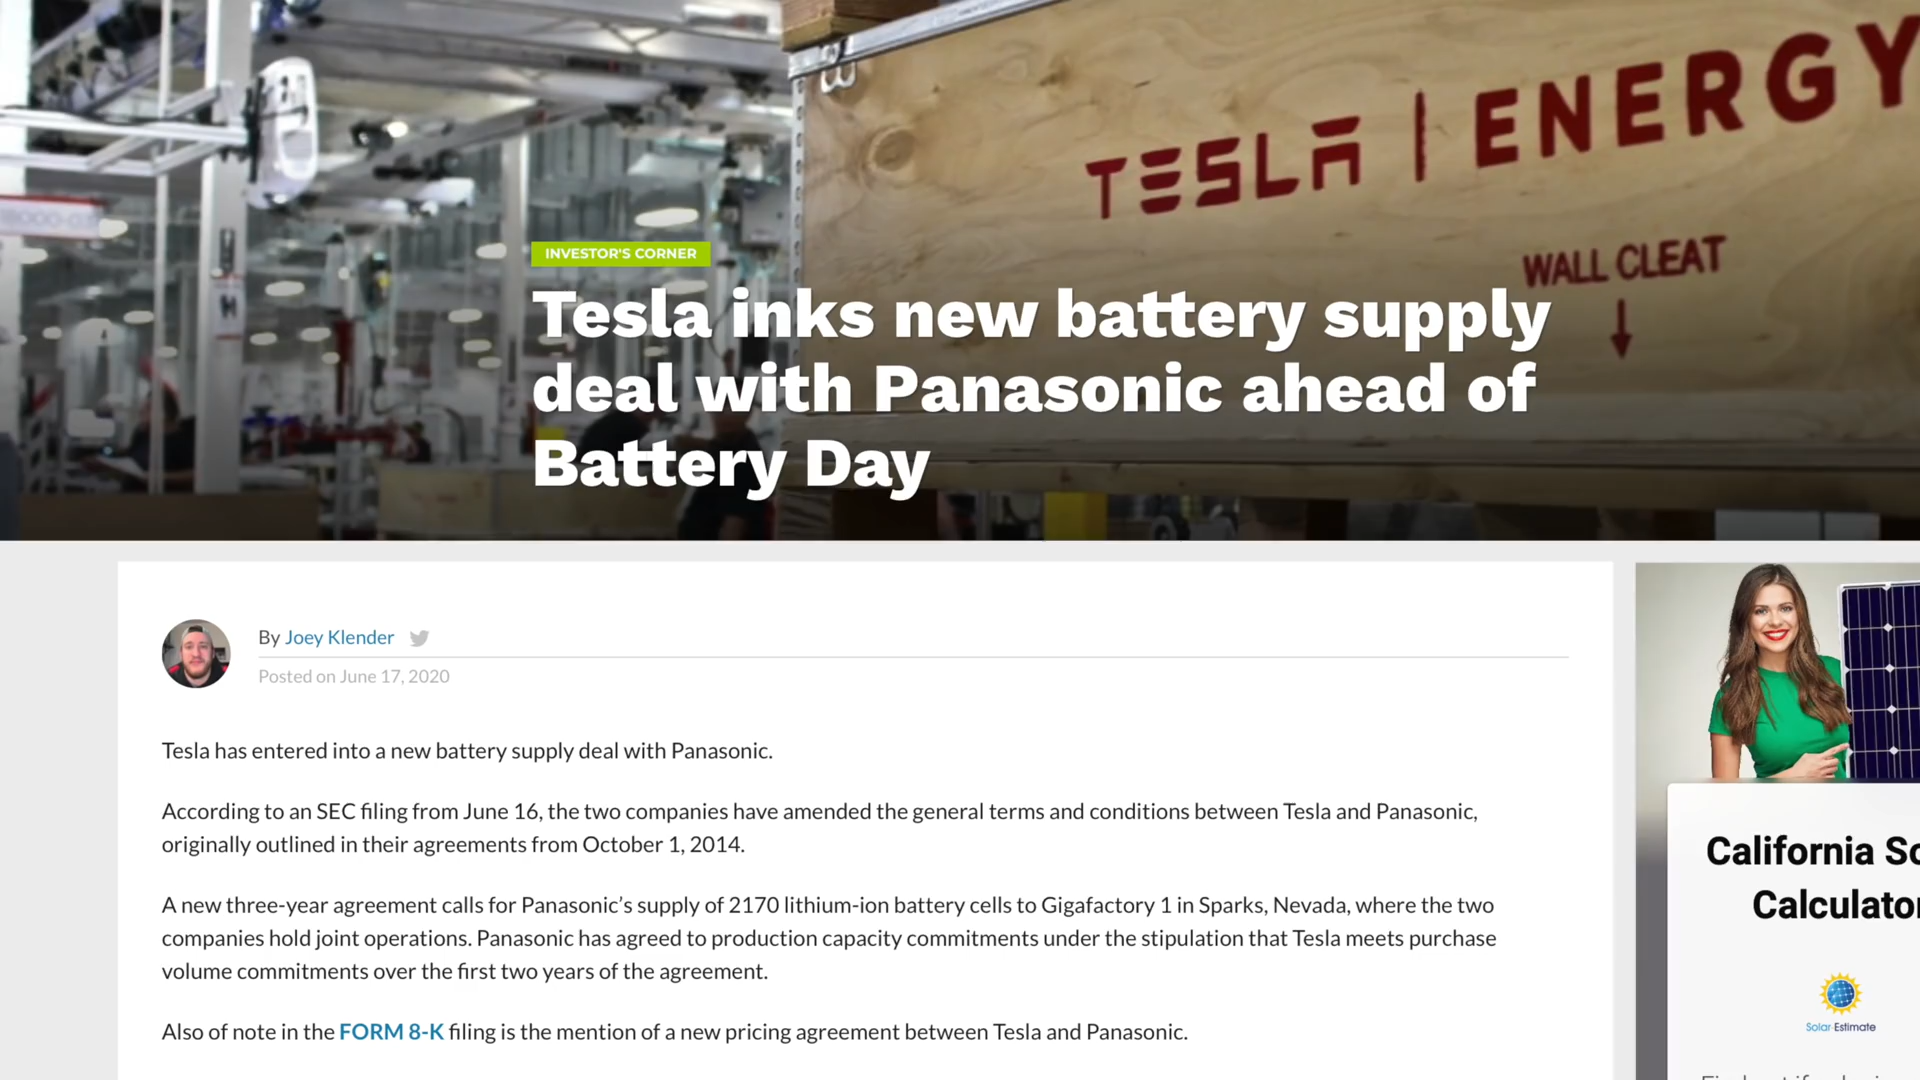 TESLA | ENERGY
WALL CLEAT
INVESTOR'S CORNER
Tesla inks new battery supply
deal with Panasonic ahead of
Battery Day
By Joey Klender
Posted on June 17, 2020
Tesla has entered into a new battery supply deal with Panasonic.
According to an SEC filing from June 16, the two companies have amended the general terms and conditions between Tesla and Panasonic,
originally outlined in their agreements from October 1, 2014.
A new three-year agreement calls for Panasonic’s supply of 2170 lithium-ion battery cells to Gigafactory 1 in Sparks, Nevada, where the two
companies hold joint operations. Panasonic has agreed to production capacity commitments under the stipulation that Tesla meets purchase
volume commitments over the first two years of the agreement.
Also of note in the FORM 8-K filing is the mention of a new pricing agreement between Tesla and Panasonic.
California
Calculator
Solar-Estimate